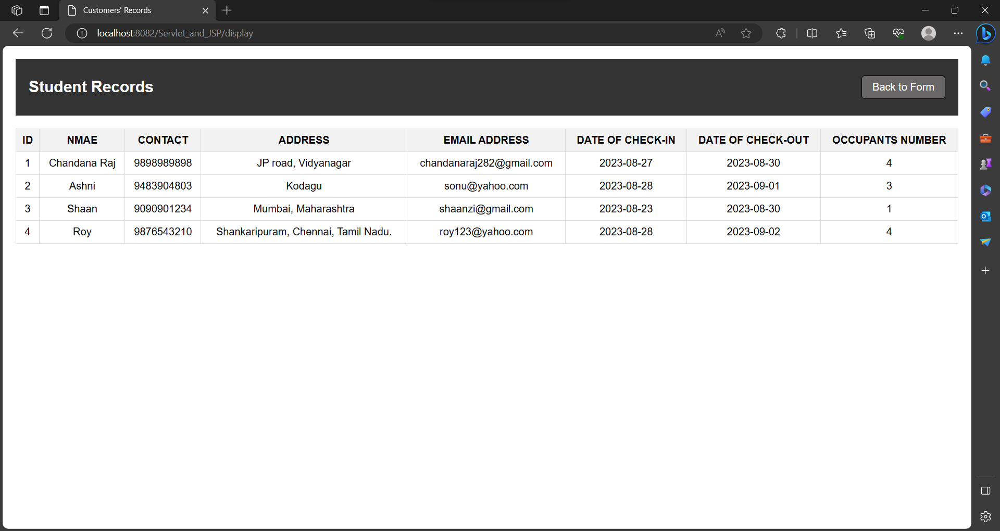 Customers' Records
localhost:8082/Servlet_and_JSP/display
Student Records
Back to Form
ID NMAE CONTACT ADDRESS EMAIL ADDRESS DATE OF CHECK-IN DATE OF CHECK-OUT OCCUPANTS NUMBER
1 Chandana Raj 9898989898 JP road, Vidyanagar chandanaraj282@gmail.com 2023-08-27 2023-08-30 4
2 Ashni 9483904803 Kodagu sonu@yahoo.com 2023-08-28 2023-09-01 3
3 Shaan 9090901234 Mumbai, Maharashtra shaanzi@gmail.com 2023-08-23 2023-08-30 1
4 Roy 9876543210 Shankaripuram, Chennai, Tamil Nadu. roy123@yahoo.com 2023-08-28 2023-09-02 4